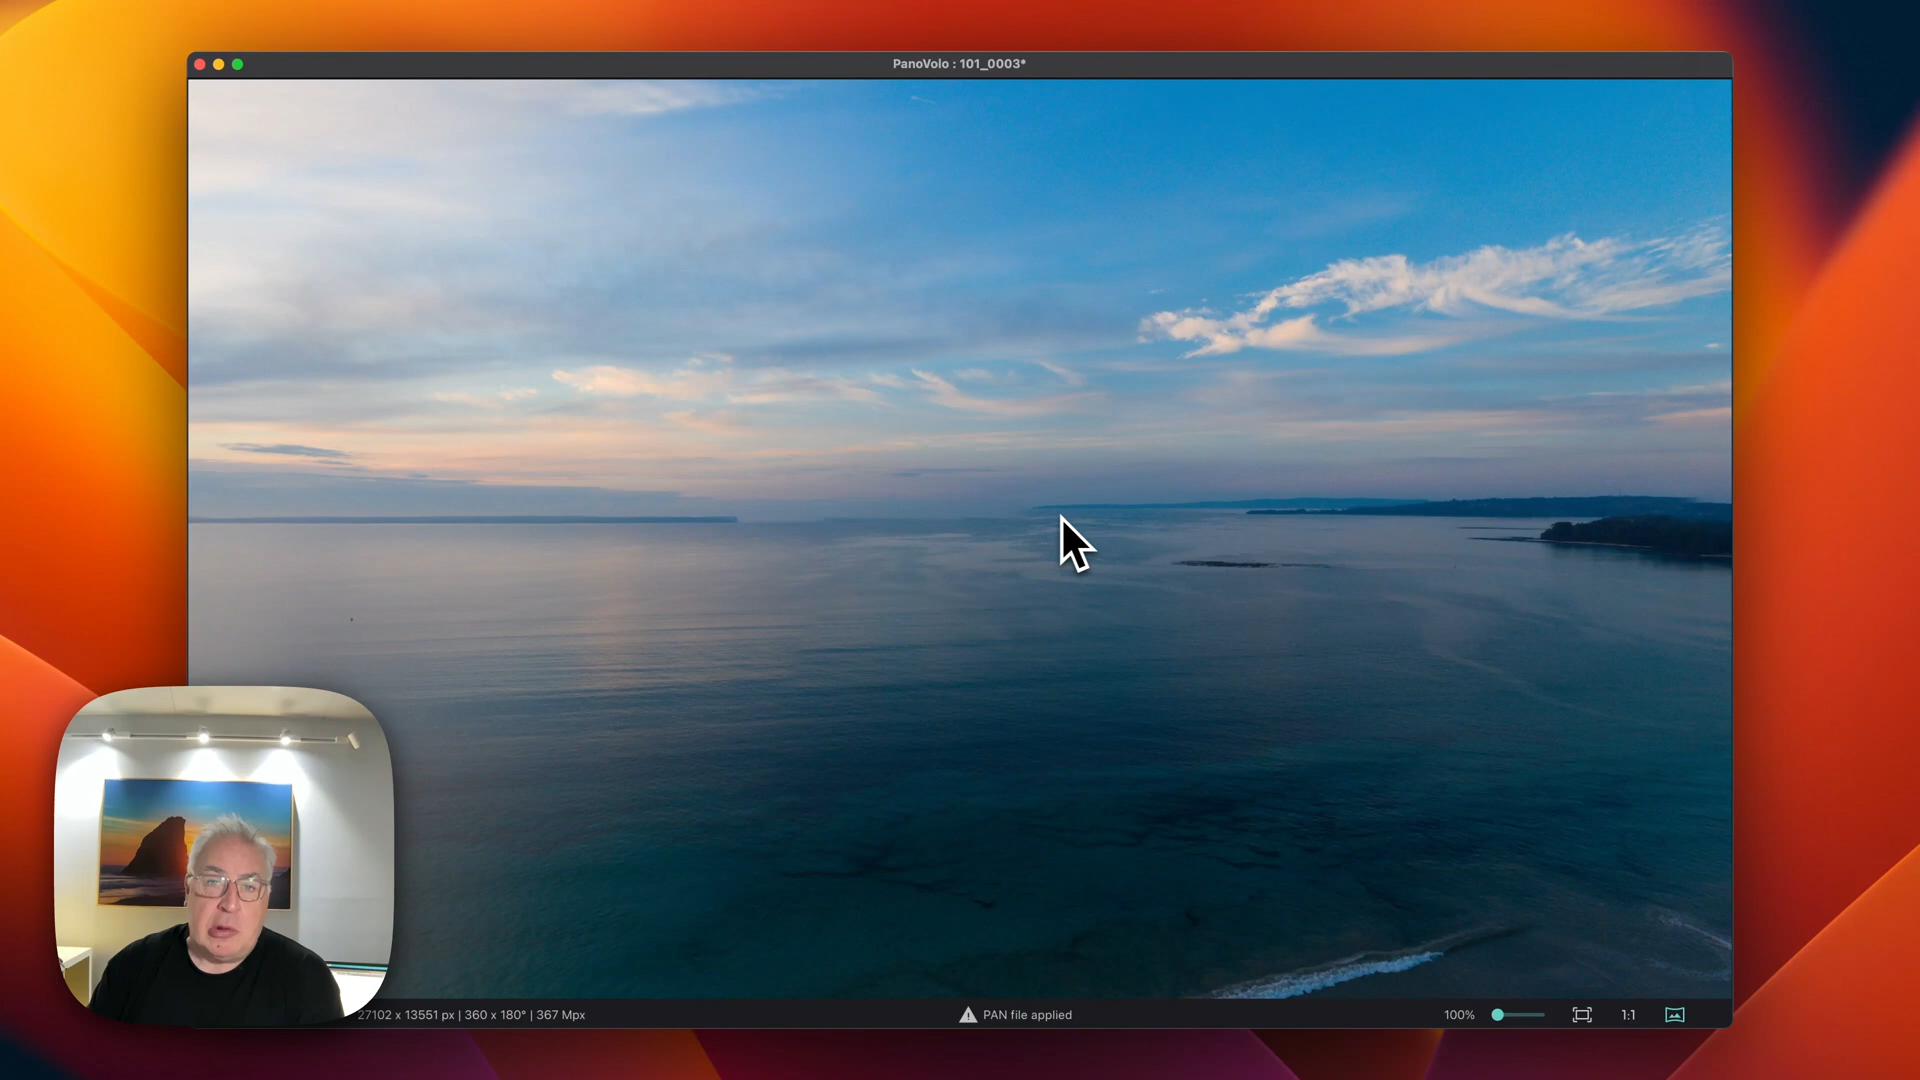 PanoVolo : 101_0003*
27102 x 13551 px | 360 x 180° | 367 Mpx
PAN file applied
100%
1:1